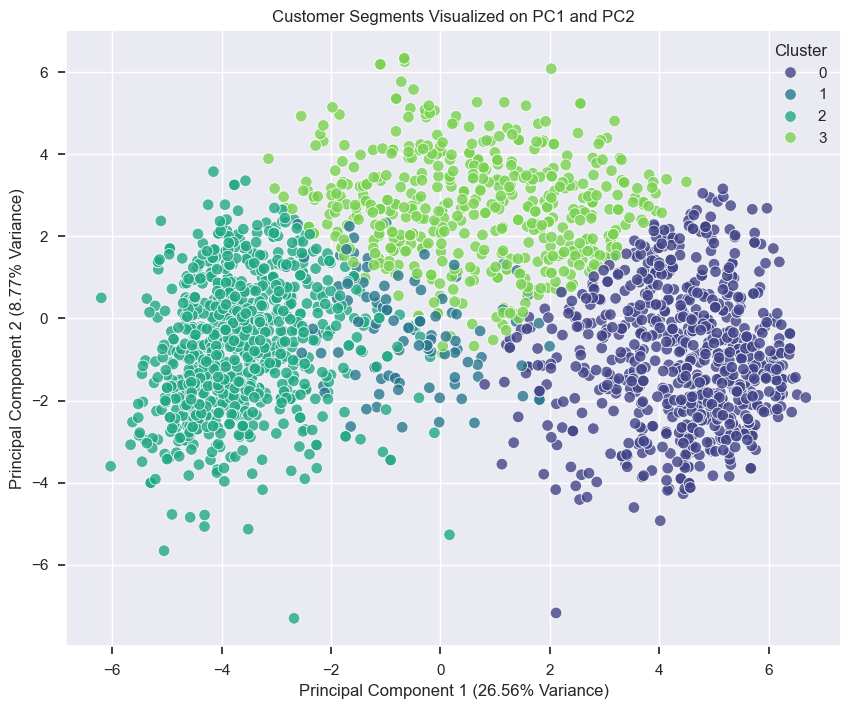 Customer Segments Visualized on PC1 and PC2
Cluster
0
1
2
3
6
4
2
0
−2
−4
−6
Principal Component 2 (8.77% Variance)
−6 −4 −2 0 2 4 6
Principal Component 1 (26.56% Variance)